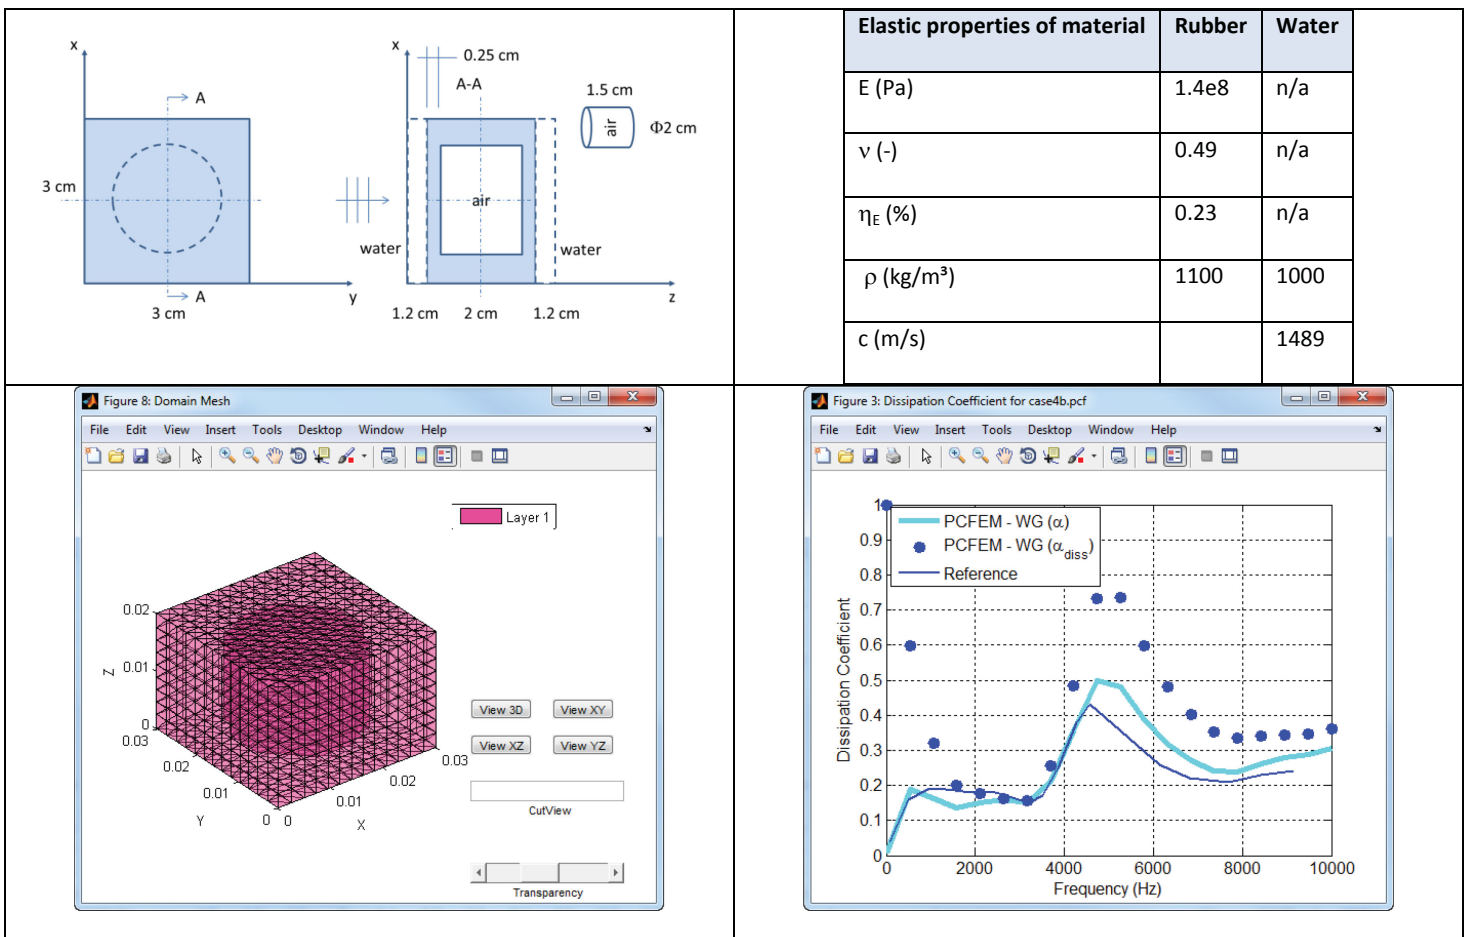 x
A
3 cm
A
y
3 cm
x
0.25 cm
A-A
1.5 cm
air
Φ2 cm
air
water
water
z
1.2 cm 2 cm 1.2 cm
Elastic properties of material Rubber Water
E (Pa) 1.4e8 n/a
ν (-) 0.49 n/a
ηE (%) 0.23 n/a
ρ (kg/m³) 1100 1000
c (m/s) 1489
Figure 8: Domain Mesh
File Edit View Insert Tools Desktop Window Help
Layer 1
0.02
0.01
0
0.03
0.02
0.01
0
0
0.01
0.02
0.03
Z
Y
X
View 3D View XY
View XZ View YZ
CutView
Transparency
Figure 3: Dissipation Coefficient for case4b.pcf
File Edit View Insert Tools Desktop Window Help
PCFEM - WG (α)
PCFEM - WG (αdiss)
Reference
1
0.9
0.8
0.7
0.6
0.5
0.4
0.3
0.2
0.1
0
Dissipation Coefficient
0 2000 4000 6000 8000 10000
Frequency (Hz)